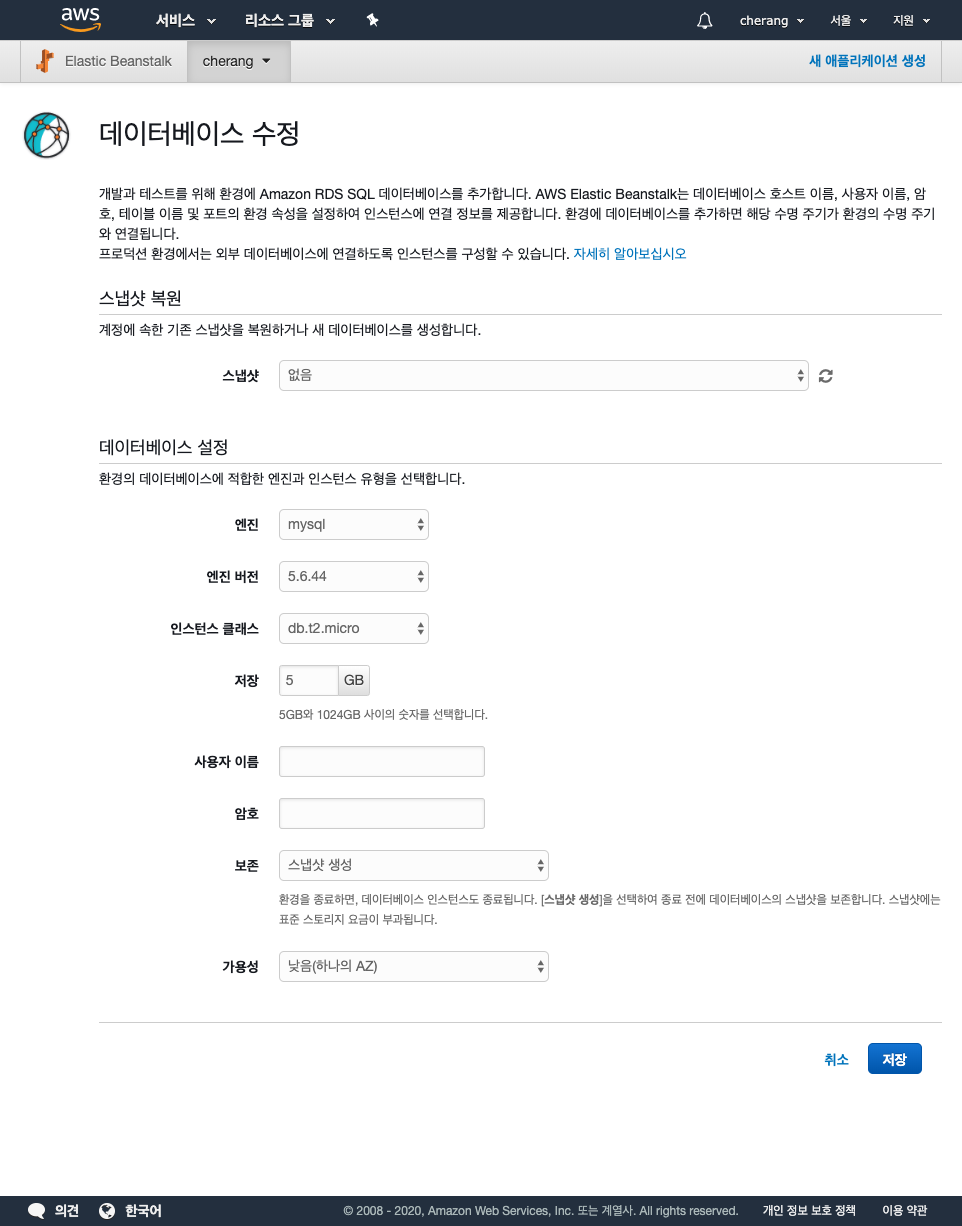 aws 서비스 리소스 그룹 cherang 서울 지원
Elastic Beanstalk cherang 새 애플리케이션 생성
데이터베이스 수정
개발과 테스트를 위해 환경에 Amazon RDS SQL 데이터베이스를 추가합니다. AWS Elastic Beanstalk는 데이터베이스 호스트 이름, 사용자 이름, 암
호, 테이블 이름 및 포트의 환경 속성을 설정하여 인스턴스에 연결 정보를 제공합니다. 환경에 데이터베이스를 추가하면 해당 수명 주기가 환경의 수명 주기
와 연결됩니다.
프로덕션 환경에서는 외부 데이터베이스에 연결하도록 인스턴스를 구성할 수 있습니다. 자세히 알아보십시오
스냅샷 복원
계정에 속한 기존 스냅샷을 복원하거나 새 데이터베이스를 생성합니다.
스냅샷 없음
데이터베이스 설정
환경의 데이터베이스에 적합한 엔진과 인스턴스 유형을 선택합니다.
엔진 mysql
엔진 버전 5.6.44
인스턴스 클래스 db.t2.micro
저장 5 GB
5GB와 1024GB 사이의 숫자를 선택합니다.
사용자 이름
암호
보존 스냅샷 생성
환경을 종료하면, 데이터베이스 인스턴스도 종료됩니다. [스냅샷 생성]을 선택하여 종료 전에 데이터베이스의 스냅샷을 보존합니다. 스냅샷에는
표준 스토리지 요금이 부과됩니다.
가용성 낮음(하나의 AZ)
취소 저장
의견 한국어 © 2008 - 2020, Amazon Web Services, Inc. 또는 계열사. All rights reserved. 개인 정보 보호 정책 이용 약관